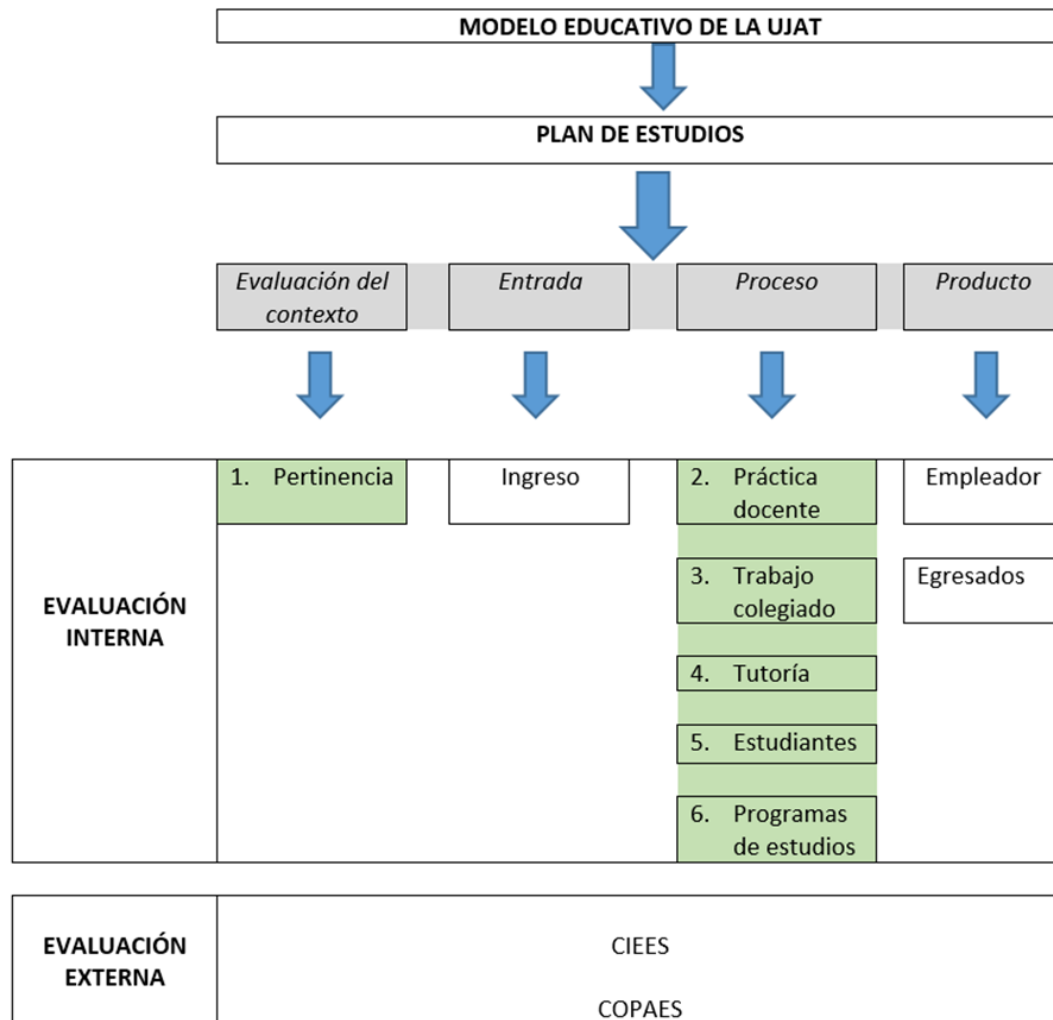 MODELO EDUCATIVO DE LA UJAT
PLAN DE ESTUDIOS
Evaluación del
contexto
Entrada
Proceso
Producto
EVALUACIÓN
INTERNA
1. Pertinencia
Ingreso
2. Práctica
docente
3. Trabajo
colegiado
4. Tutoría
5. Estudiantes
6. Programas
de estudios
Empleador
Egresados
EVALUACIÓN
EXTERNA
CIEES
COPAES